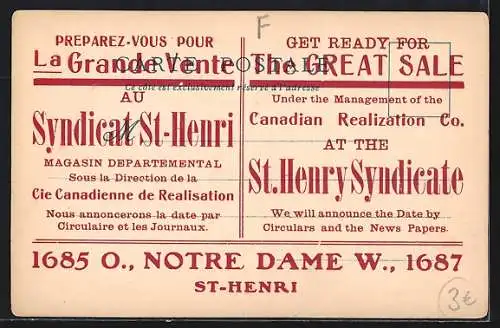 F
PREPAREZ-VOUS POUR
La Grande Vente
AU
Syndicat St-Henri
MAGASIN DEPARTEMENTAL
Sous la Direction de la
Cie Canadienne de Realisation
Nous annoncerons la date par
Circulaire et les Journaux.
GET READY FOR
The GREAT SALE
Under the Management of the
Canadian Realization Co.
AT THE
St. Henry Syndicate
We will announce the Date by
Circulars and the News Papers.
CARTE POSTALE
Ce côté est exclusivement réservé à l'adresse
M
1685 O., NOTRE DAME W., 1687
ST-HENRI
3€